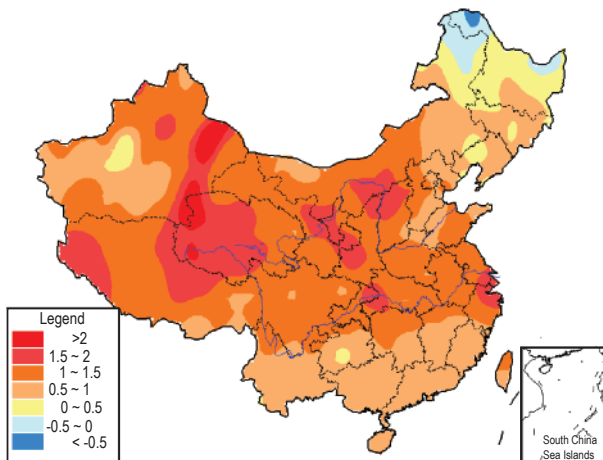 Legend
>2
1.5 ~ 2
1 ~ 1.5
0.5 ~ 1
0 ~ 0.5
-0.5 ~ 0
< -0.5
South China
Sea Islands